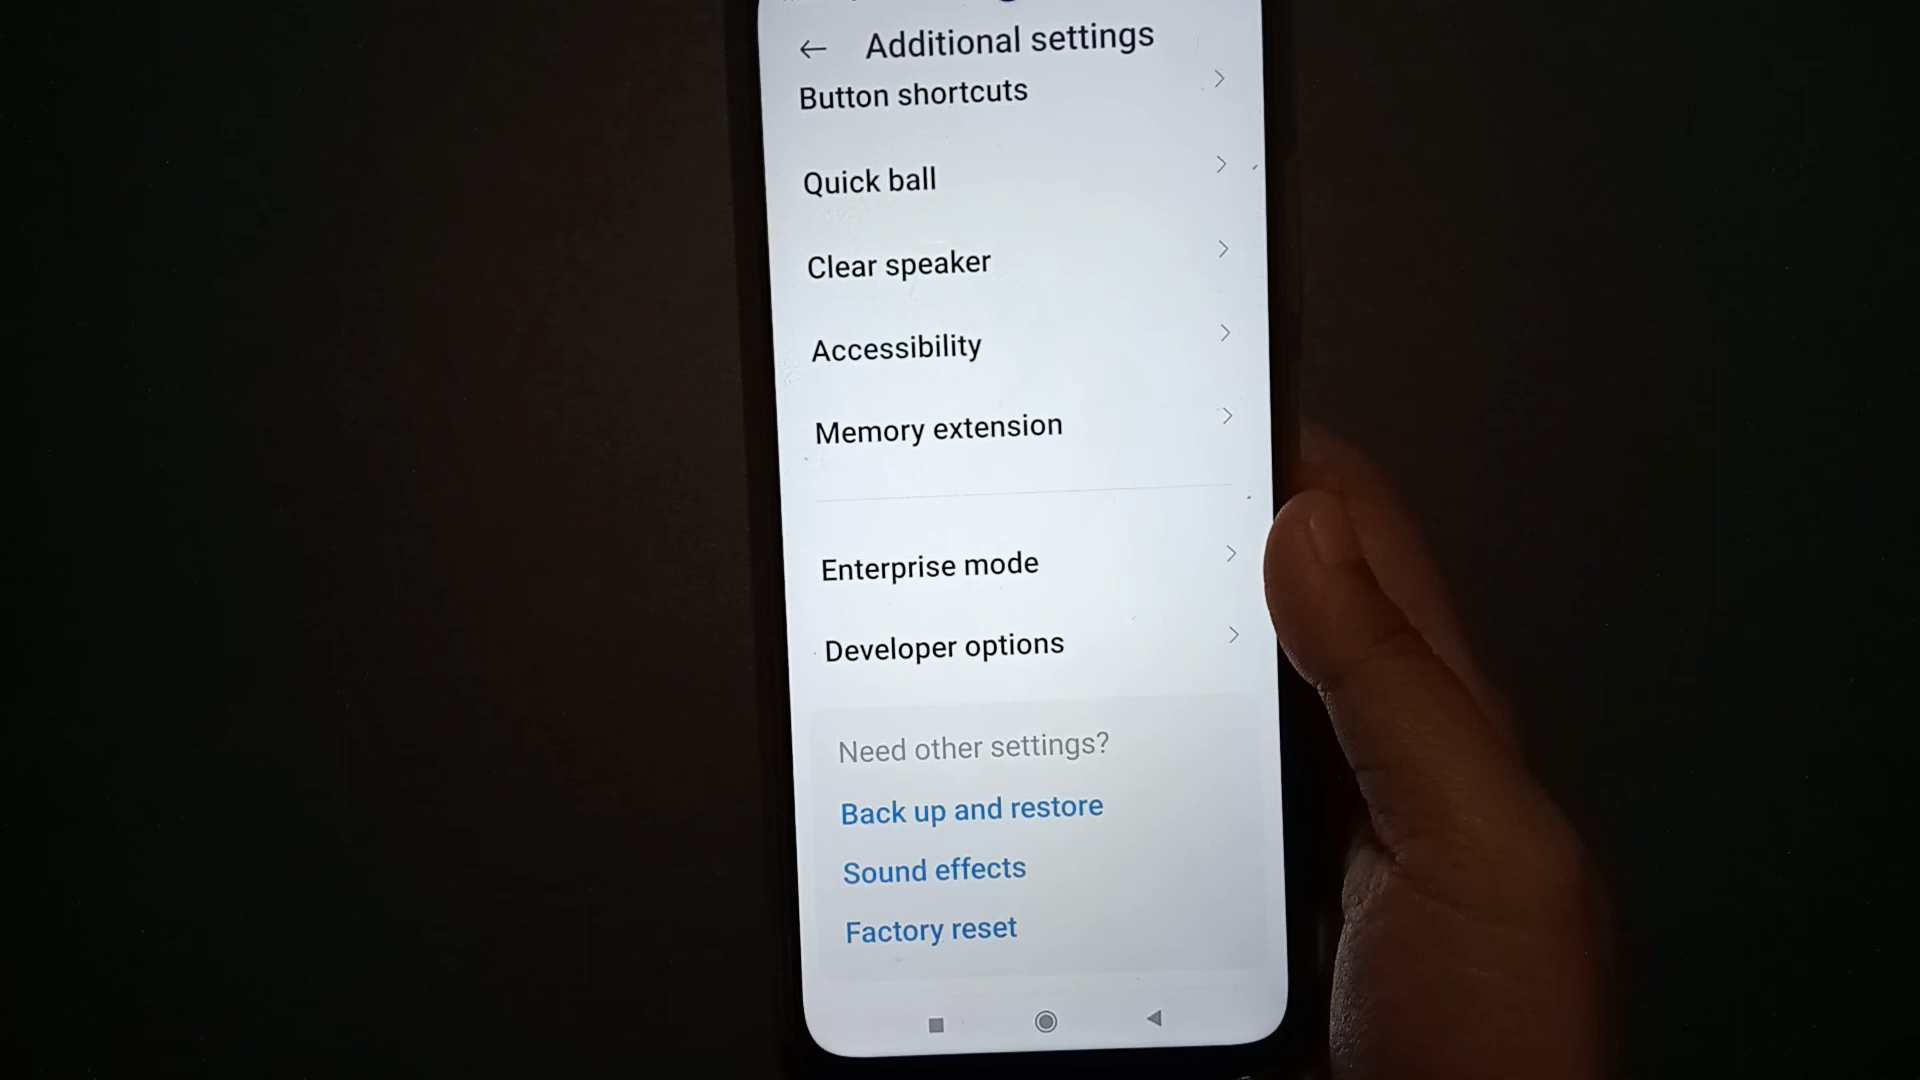 Additional settings
Button shortcuts
Quick ball
Clear speaker
Accessibility
Memory extension
Enterprise mode
Developer options
Need other settings?
Back up and restore
Sound effects
Factory reset